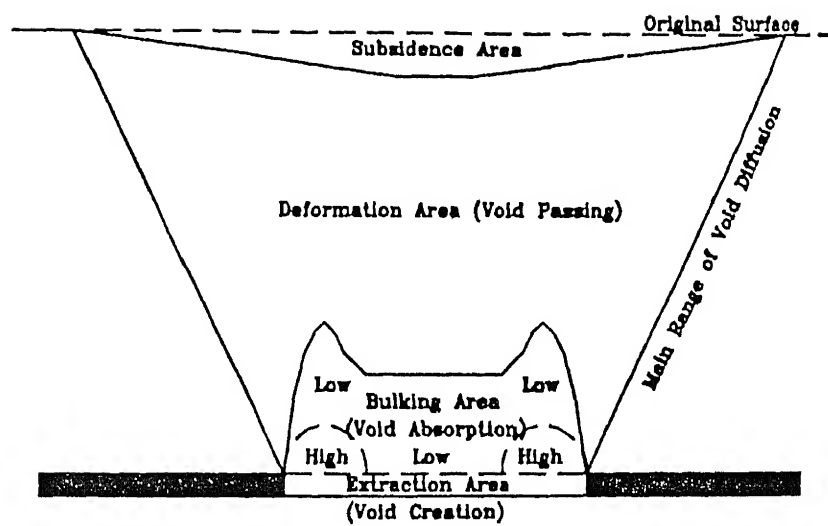 Original Surface
Subsidence Area
Deformation Area (Void Passing)
Main Range of Void Diffusion
Low
Low
Bulking Area
(Void Absorption)
High
Low
High
Extraction Area
(Void Creation)